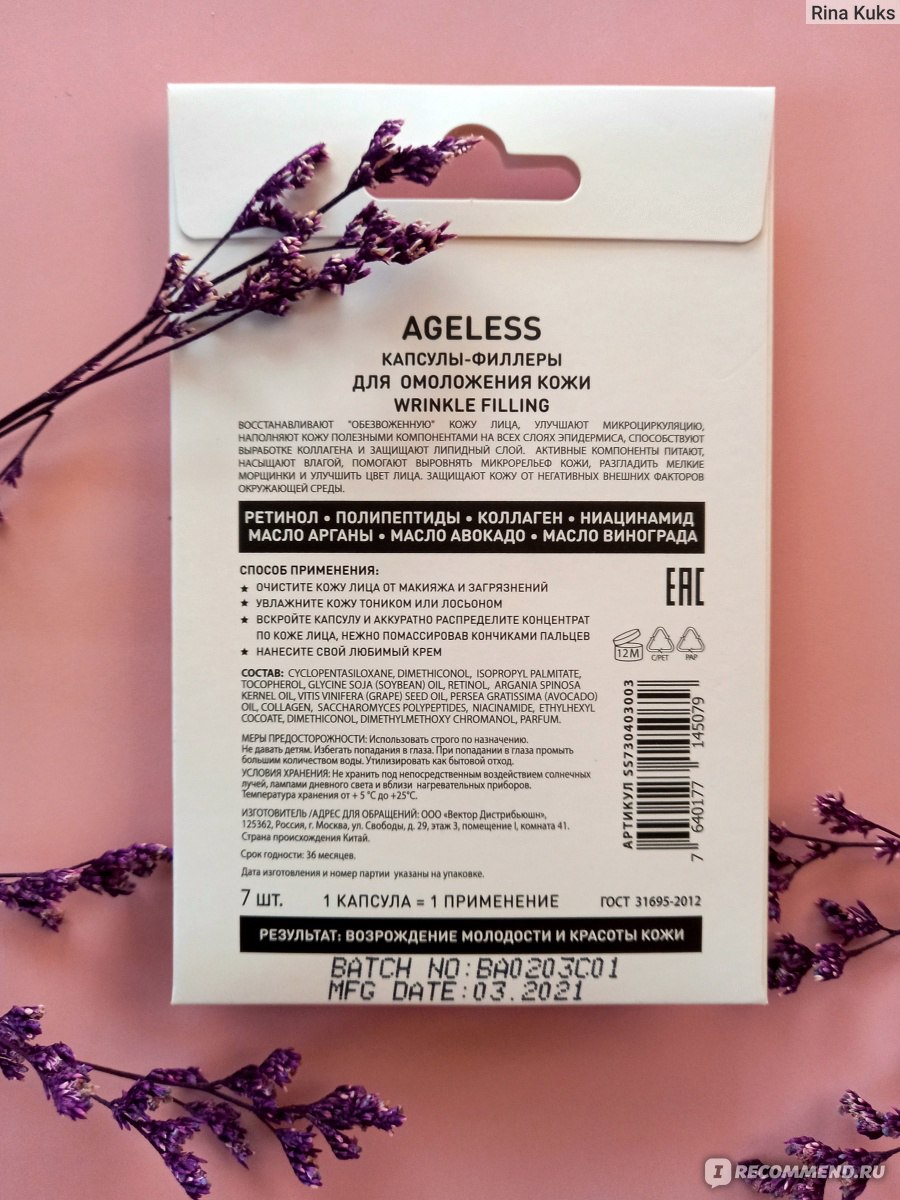 Rina Kuks
AGELESS
КАПСУЛЫ-ФИЛЛЕРЫ
ДЛЯ ОМОЛОЖЕНИЯ КОЖИ
WRINKLE FILLING
ВОССТАНАВЛИВАЮТ "ОБЕЗВОЖЕННУЮ" КОЖУ ЛИЦА, УЛУЧШАЮТ МИКРОЦИРКУЛЯЦИЮ,
НАПОЛНЯЮТ КОЖУ ПОЛЕЗНЫМИ КОМПОНЕНТАМИ НА ВСЕХ СЛОЯХ ЭПИДЕРМИСА, СПОСОБСТВУЮТ
ВЫРАБОТКЕ КОЛЛАГЕНА И ЗАЩИЩАЮТ ЛИПИДНЫЙ СЛОЙ. АКТИВНЫЕ КОМПОНЕНТЫ ПИТАЮТ,
НАСЫЩАЮТ ВЛАГОЙ, ПОМОГАЮТ ВЫРОВНЯТЬ МИКРОРЕЛЬЕФ КОЖИ, РАЗГЛАДИТЬ МЕЛКИЕ
МОРЩИНКИ И УЛУЧШИТЬ ЦВЕТ ЛИЦА. ЗАЩИЩАЮТ КОЖУ ОТ НЕГАТИВНЫХ ВНЕШНИХ ФАКТОРОВ
ОКРУЖАЮЩЕЙ СРЕДЫ.
РЕТИНОЛ • ПОЛИПЕПТИДЫ • КОЛЛАГЕН • НИАЦИНАМИД
МАСЛО АРГАНЫ • МАСЛО АВОКАДО • МАСЛО ВИНОГРАДА
СПОСОБ ПРИМЕНЕНИЯ:
★ ОЧИСТИТЕ КОЖУ ЛИЦА ОТ МАКИЯЖА И ЗАГРЯЗНЕНИЙ
★ УВЛАЖНИТЕ КОЖУ ТОНИКОМ ИЛИ ЛОСЬОНОМ
★ ВСКРОЙТЕ КАПСУЛУ И АККУРАТНО РАСПРЕДЕЛИТЕ КОНЦЕНТРАТ
ПО КОЖЕ ЛИЦА, НЕЖНО ПОМАССИРОВАВ КОНЧИКАМИ ПАЛЬЦЕВ
★ НАНЕСИТЕ СВОЙ ЛЮБИМЫЙ КРЕМ
EAC
12M
C/PET
PAP
СОСТАВ: CYCLOPENTASILOXANE, DIMETHICONOL, ISOPROPYL PALMITATE,
TOCOPHEROL, GLYCINE SOJA (SOYBEAN) OIL, RETINOL, ARGANIA SPINOSA
KERNEL OIL, VITIS VINIFERA (GRAPE) SEED OIL, PERSEA GRATISSIMA (AVOCADO)
OIL, COLLAGEN, SACCHAROMYCES POLYPEPTIDES, NIACINAMIDE, ETHYLHEXYL
COCOATE, DIMETHICONOL, DIMETHYLMETHOXY CHROMANOL, PARFUM.
МЕРЫ ПРЕДОСТОРОЖНОСТИ: Использовать строго по назначению.
Не давать детям. Избегать попадания в глаза. При попадании в глаза промыть
большим количеством воды. Утилизировать как бытовой отход.
УСЛОВИЯ ХРАНЕНИЯ: Не хранить под непосредственным воздействием солнечных
лучей, лампами дневного света и вблизи нагревательных приборов.
Температура хранения от + 5 °C до +25°C.
ИЗГОТОВИТЕЛЬ /АДРЕС ДЛЯ ОБРАЩЕНИЙ: ООО «Вектор Дистрибьюшн»,
125362, Россия, г. Москва, ул. Свободы, д. 29, этаж 3, помещение I, комната 41.
Страна происхождения Китай.
Срок годности: 36 месяцев.
Дата изготовления и номер партии указаны на упаковке.
АРТИКУЛ 55730403003
7 640177 145079
7 ШТ. 1 КАПСУЛА = 1 ПРИМЕНЕНИЕ
ГОСТ 31695-2012
РЕЗУЛЬТАТ: ВОЗРОЖДЕНИЕ МОЛОДОСТИ И КРАСОТЫ КОЖИ
BATCH NO:BA0203C01
MFG DATE:03.2021
IRECOMMEND.RU